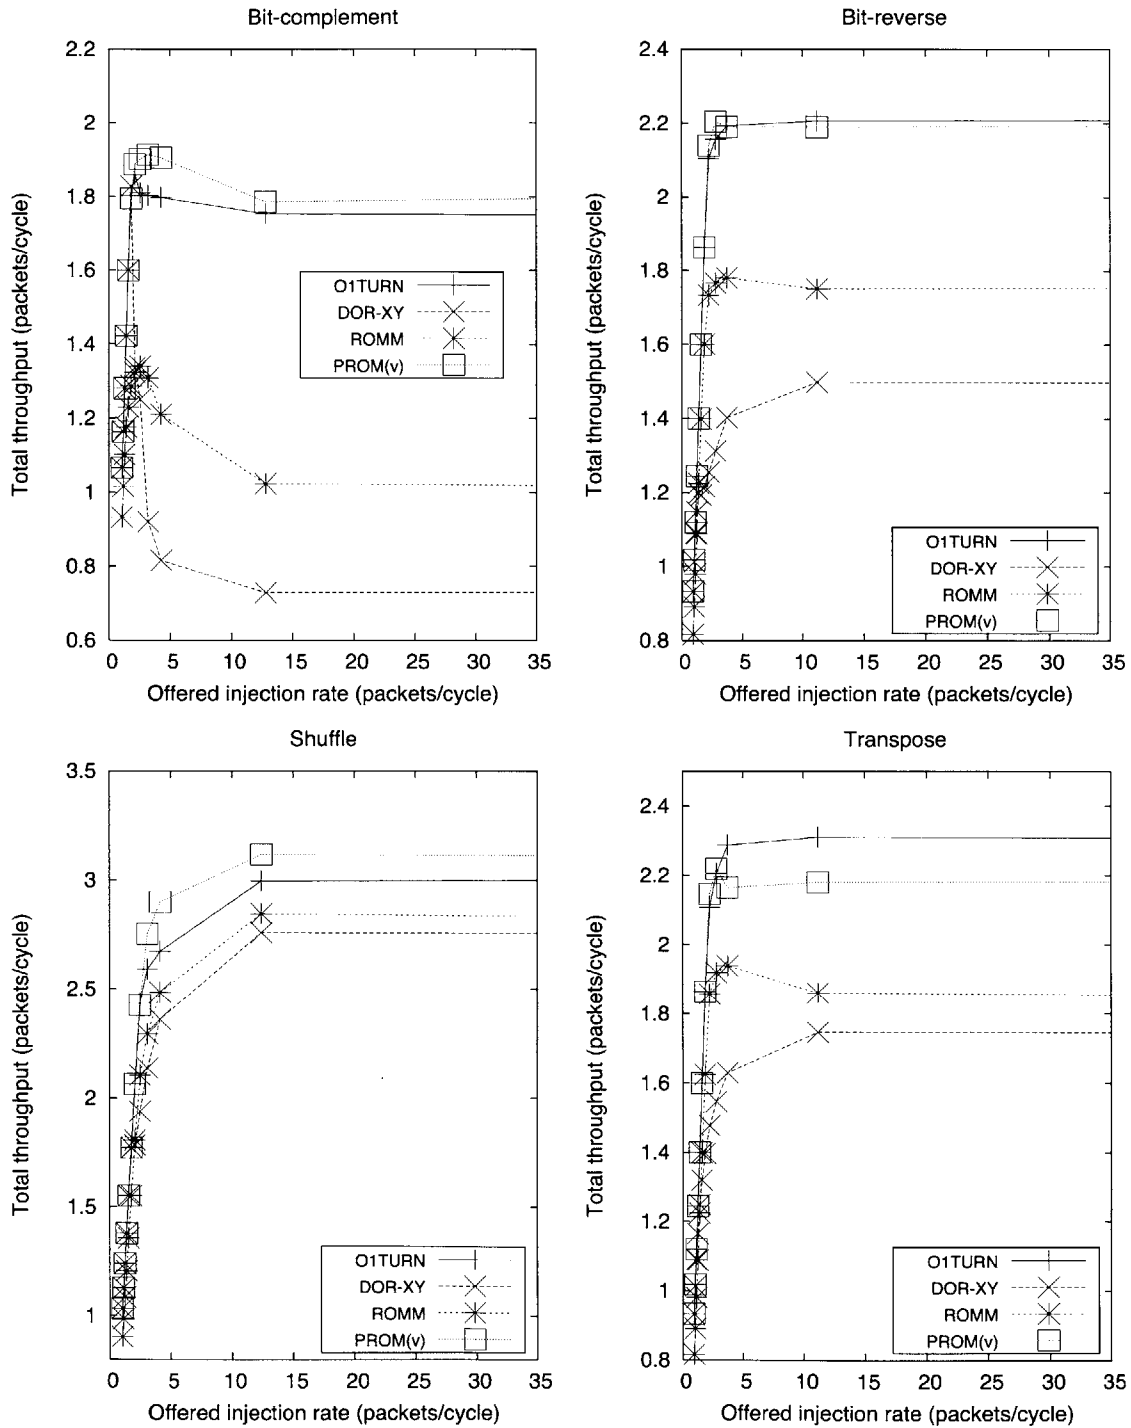 Bit-complement
Total throughput (packets/cycle)
2.2
2
1.8
1.6
1.4
1.2
1
0.8
0.6
O1TURN
DOR-XY
ROMM
PROM(v)
0 5 10 15 20 25 30 35
Offered injection rate (packets/cycle)
Bit-reverse
Total throughput (packets/cycle)
2.4
2.2
2
1.8
1.6
1.4
1.2
1
0.8
O1TURN
DOR-XY
ROMM
PROM(v)
0 5 10 15 20 25 30 35
Offered injection rate (packets/cycle)
Shuffle
Total throughput (packets/cycle)
3.5
3
2.5
2
1.5
1
O1TURN
DOR-XY
ROMM
PROM(v)
0 5 10 15 20 25 30 35
Offered injection rate (packets/cycle)
Transpose
Total throughput (packets/cycle)
2.4
2.2
2
1.8
1.6
1.4
1.2
1
0.8
O1TURN
DOR-XY
ROMM
PROM(v)
0 5 10 15 20 25 30 35
Offered injection rate (packets/cycle)